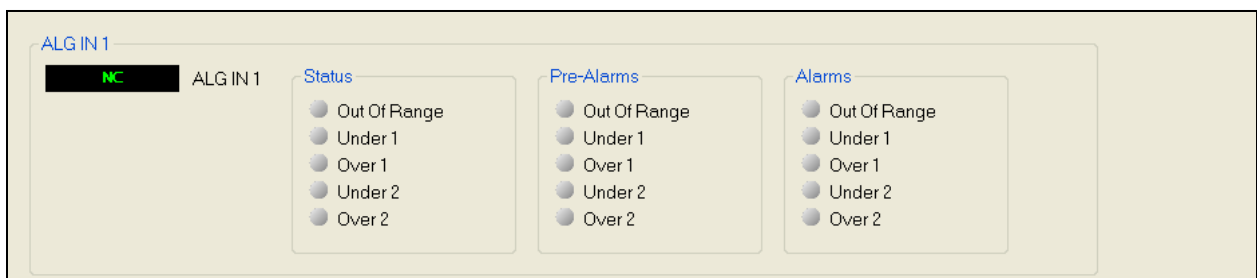 ALG IN 1
NC ALG IN 1
Status
Out Of Range
Under 1
Over 1
Under 2
Over 2
Pre-Alarms
Out Of Range
Under 1
Over 1
Under 2
Over 2
Alarms
Out Of Range
Under 1
Over 1
Under 2
Over 2